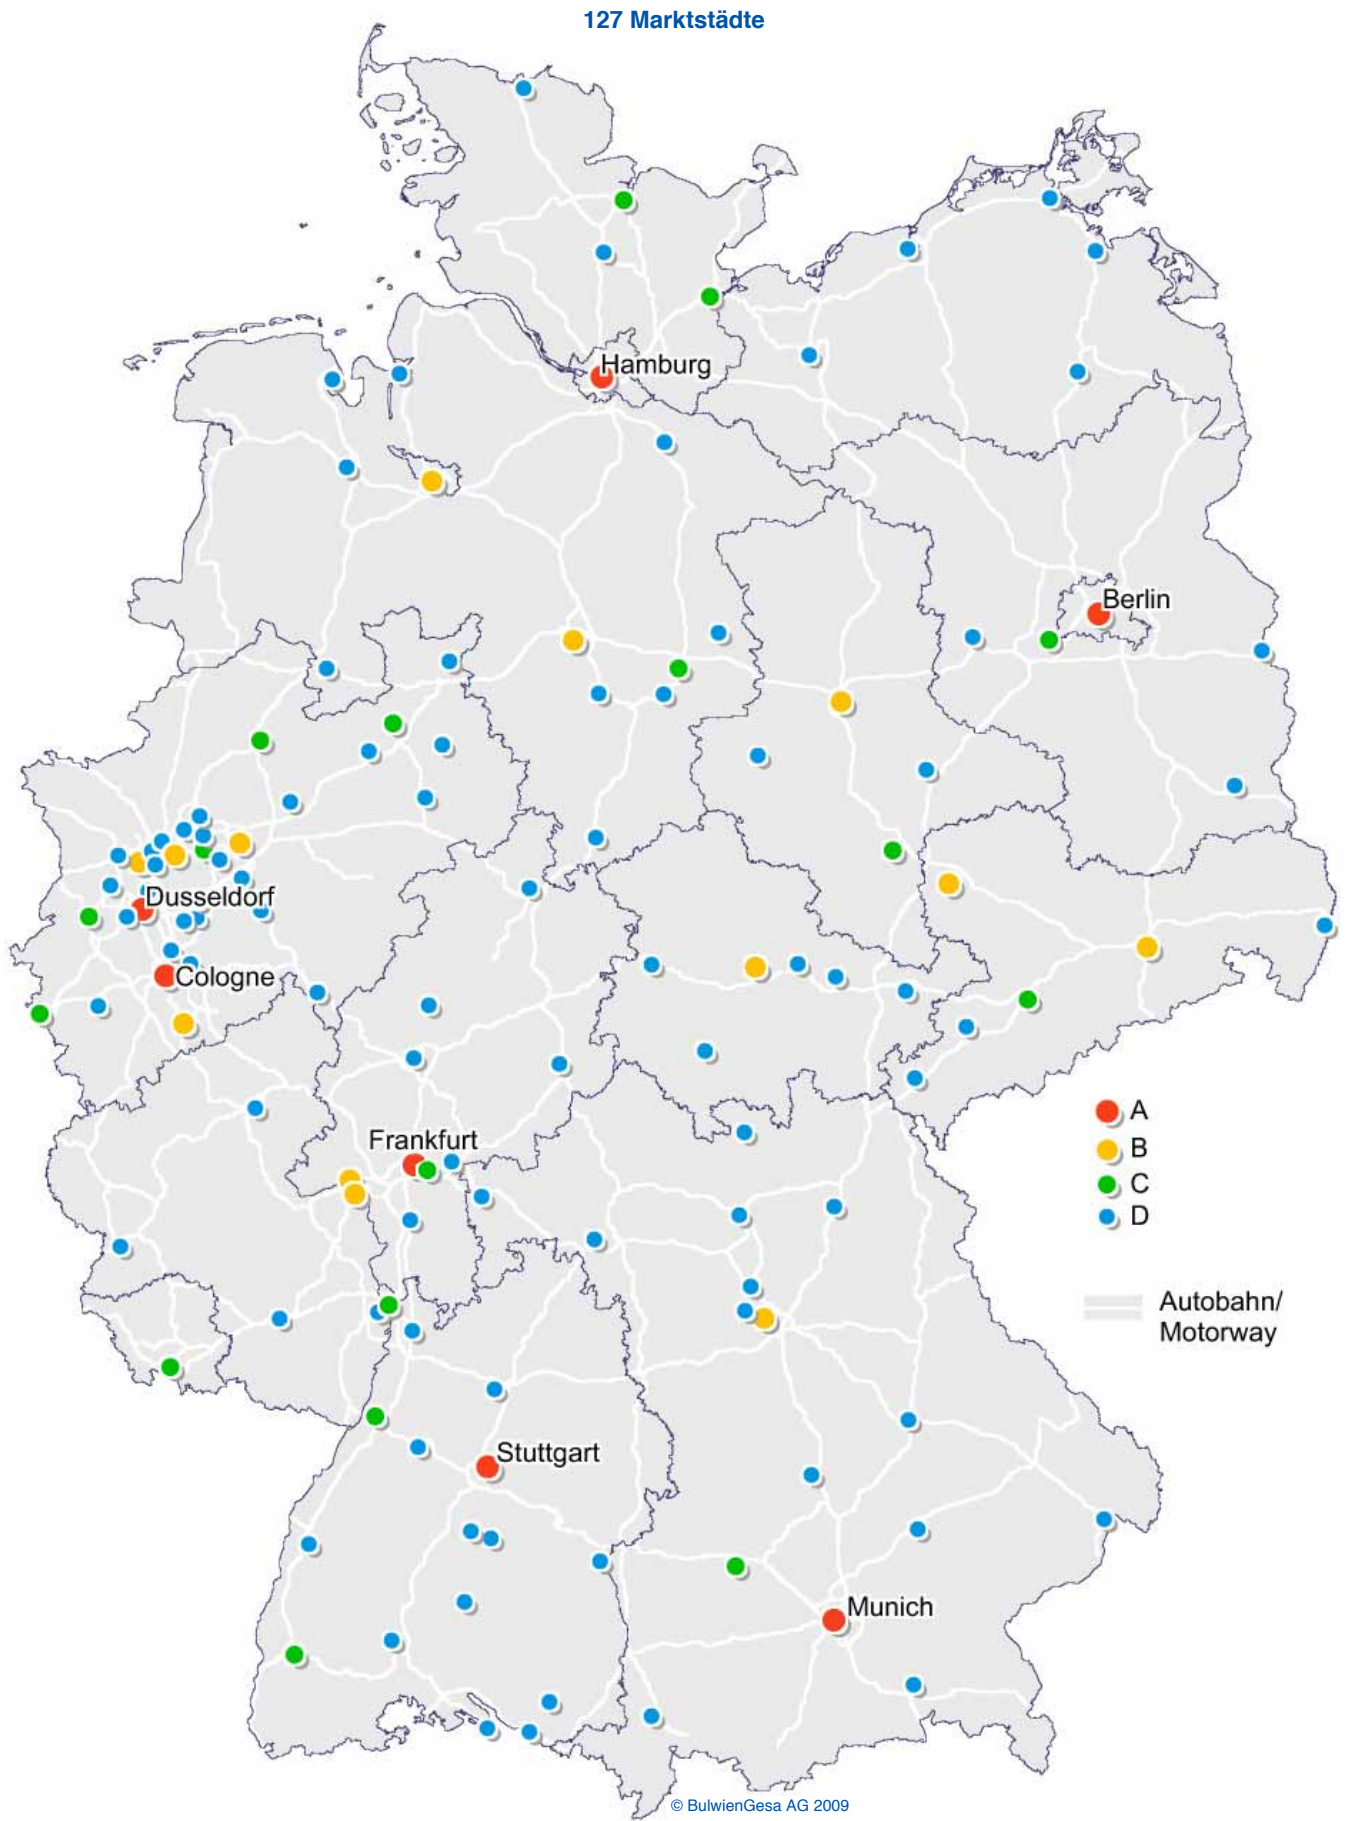 127 Marktstädte
Hamburg
Berlin
Dusseldorf
Cologne
Frankfurt
A
B
C
D
Autobahn/
Motorway
Stuttgart
Munich
© BulwienGesa AG 2009